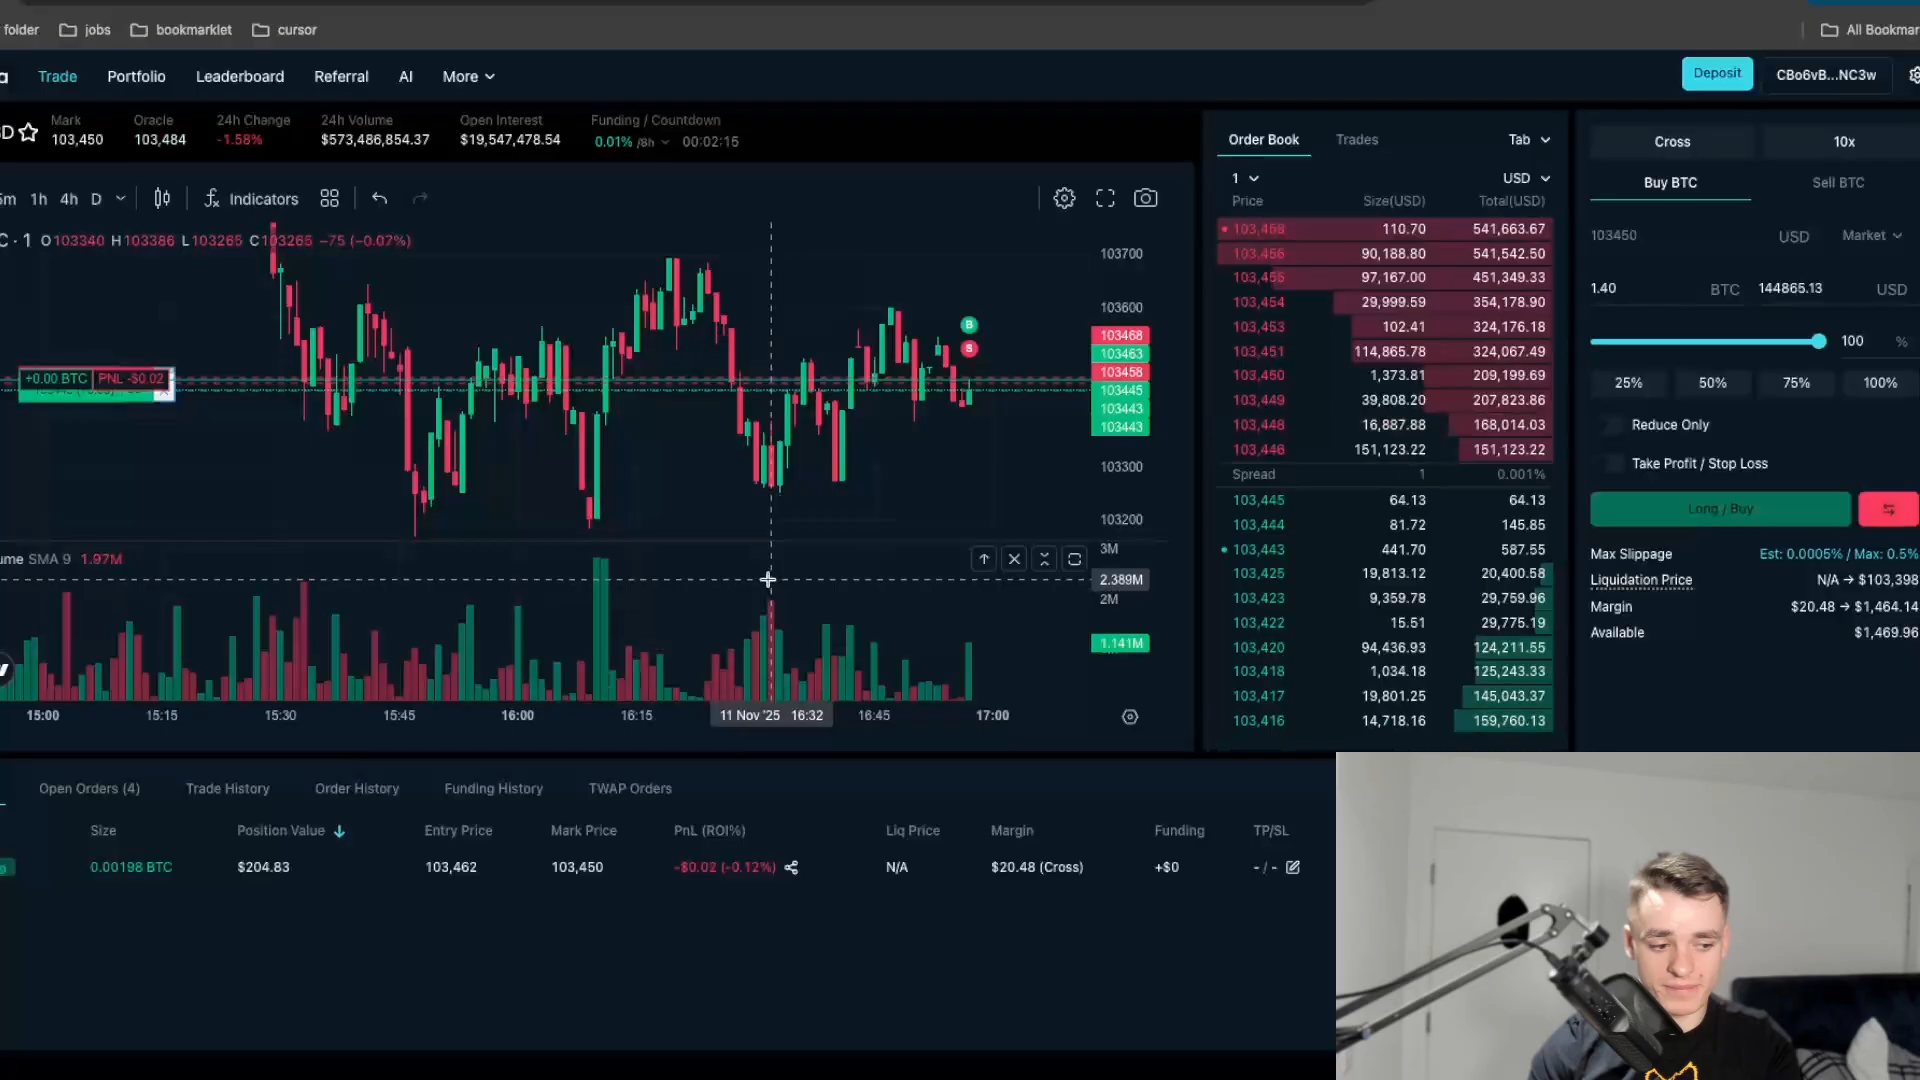 folder jobs bookmarklet cursor All Bookmar
a Trade Portfolio Leaderboard Referral AI More Deposit CBo6vB...NC3w
D Mark Oracle 24h Change 24h Volume Open Interest Funding / Countdown
103,450 103,484 -1.58% $573,486,854.37 $19,547,478.54 0.01% /8h 00:02:15
5m 1h 4h D Indicators
C · 1 O103340 H103386 L103265 C103265 −75 (−0.07%)
103700
103600
103468
103463
103458
103445
103443
103443
103300
103200
+0.00 BTC PNL -$0.02
B
S
ume SMA 9 1.97M
3M
2.389M
2M
1.141M
15:00 15:15 15:30 15:45 16:00 16:15 11 Nov '25 16:32 16:45 17:00
Order Book Trades Tab
1 USD
Price Size(USD) Total(USD)
103,458 110.70 541,663.67
103,456 90,188.80 541,542.50
103,455 97,167.00 451,349.33
103,454 29,999.59 354,178.90
103,453 102.41 324,176.18
103,451 114,865.78 324,067.49
103,450 1,373.81 209,199.69
103,449 39,808.20 207,823.86
103,448 16,887.88 168,014.03
103,446 151,123.22 151,123.22
Spread 1 0.001%
103,445 64.13 64.13
103,444 81.72 145.85
103,443 441.70 587.55
103,425 19,813.12 20,400.58
103,423 9,359.78 29,759.96
103,422 15.51 29,775.19
103,420 94,436.93 124,211.55
103,418 1,034.18 125,243.33
103,417 19,801.25 145,043.37
103,416 14,718.16 159,760.13
Cross 10x
Buy BTC Sell BTC
103450 USD Market
1.40 BTC 144865.13 USD
100 %
25% 50% 75% 100%
Reduce Only
Take Profit / Stop Loss
Long / Buy
Max Slippage Est: 0.0005% / Max: 0.5%
Liquidation Price N/A → $103,398
Margin $20.48 → $1,464.14
Available $1,469.96
Open Orders (4) Trade History Order History Funding History TWAP Orders
Size Position Value Entry Price Mark Price PnL (ROI%) Liq Price Margin Funding TP/SL
0.00198 BTC $204.83 103,462 103,450 -$0.02 (-0.12%) N/A $20.48 (Cross) +$0 - / -